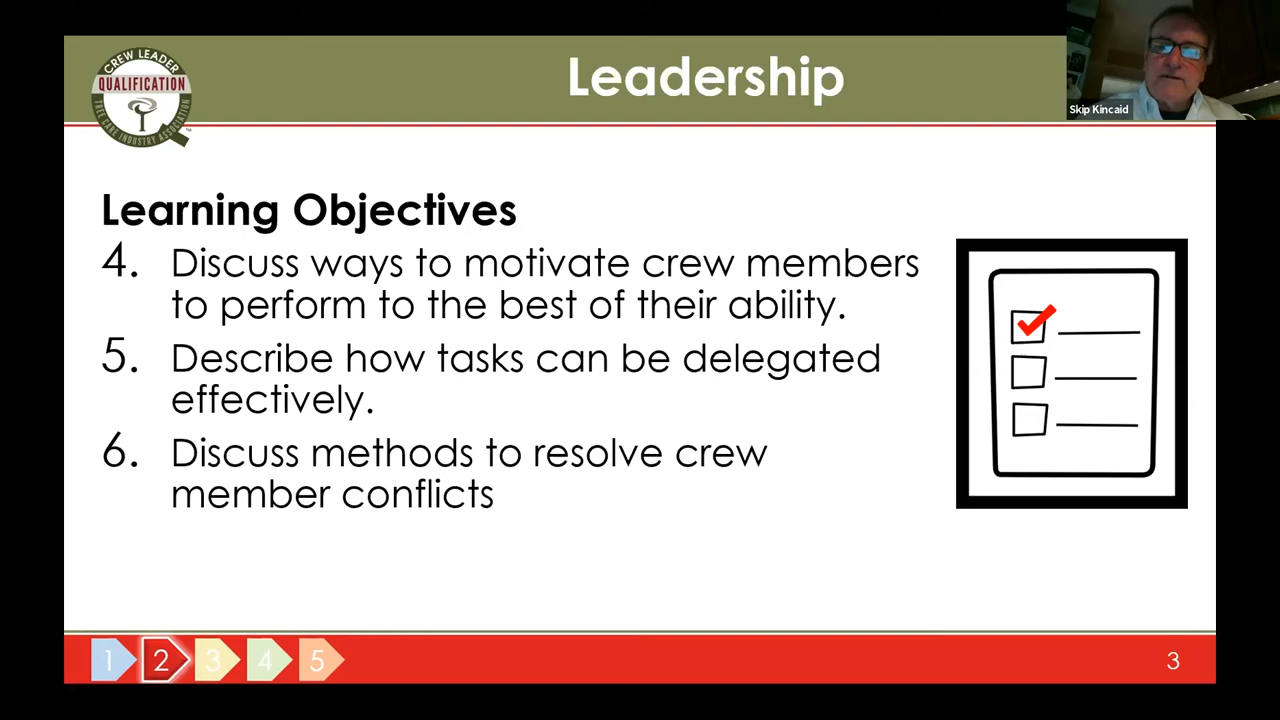 CREW LEADER
QUALIFICATION
TREE CARE INDUSTRY ASSOCIATION
Leadership
Skip Kincaid
Learning Objectives
4. Discuss ways to motivate crew members
to perform to the best of their ability.
5. Describe how tasks can be delegated
effectively.
6. Discuss methods to resolve crew
member conflicts
1 2 3 4 5
3